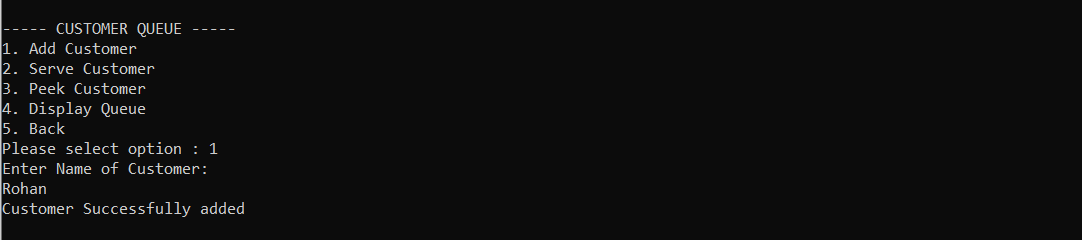 ----- CUSTOMER QUEUE -----
1. Add Customer
2. Serve Customer
3. Peek Customer
4. Display Queue
5. Back
Please select option : 1
Enter Name of Customer:
Rohan
Customer Successfully added